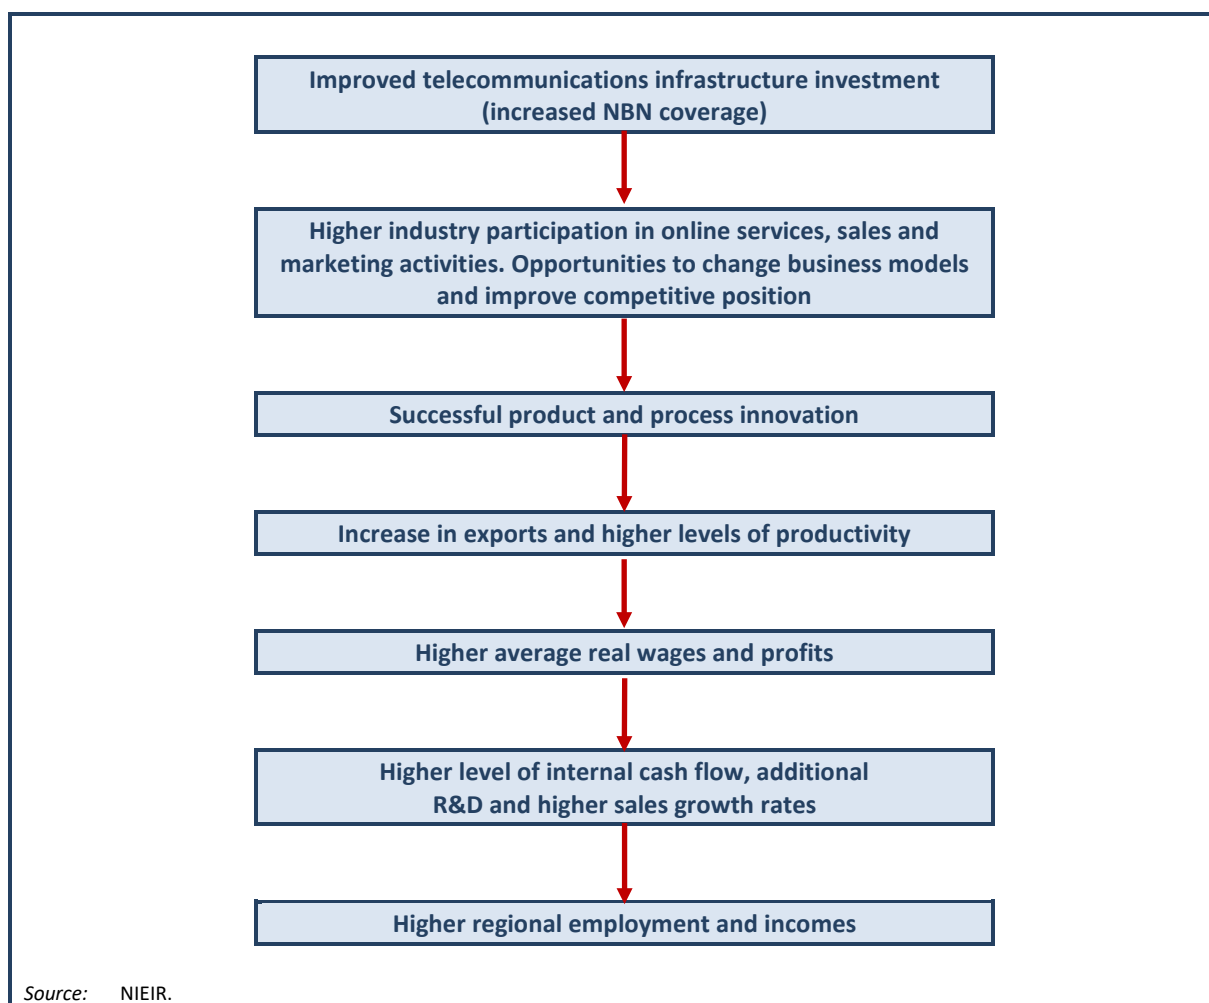 Improved telecommunications infrastructure investment
(increased NBN coverage)
Higher industry participation in online services, sales and
marketing activities. Opportunities to change business models
and improve competitive position
Successful product and process innovation
Increase in exports and higher levels of productivity
Higher average real wages and profits
Higher level of internal cash flow, additional
R&D and higher sales growth rates
Higher regional employment and incomes
Source: NIEIR.